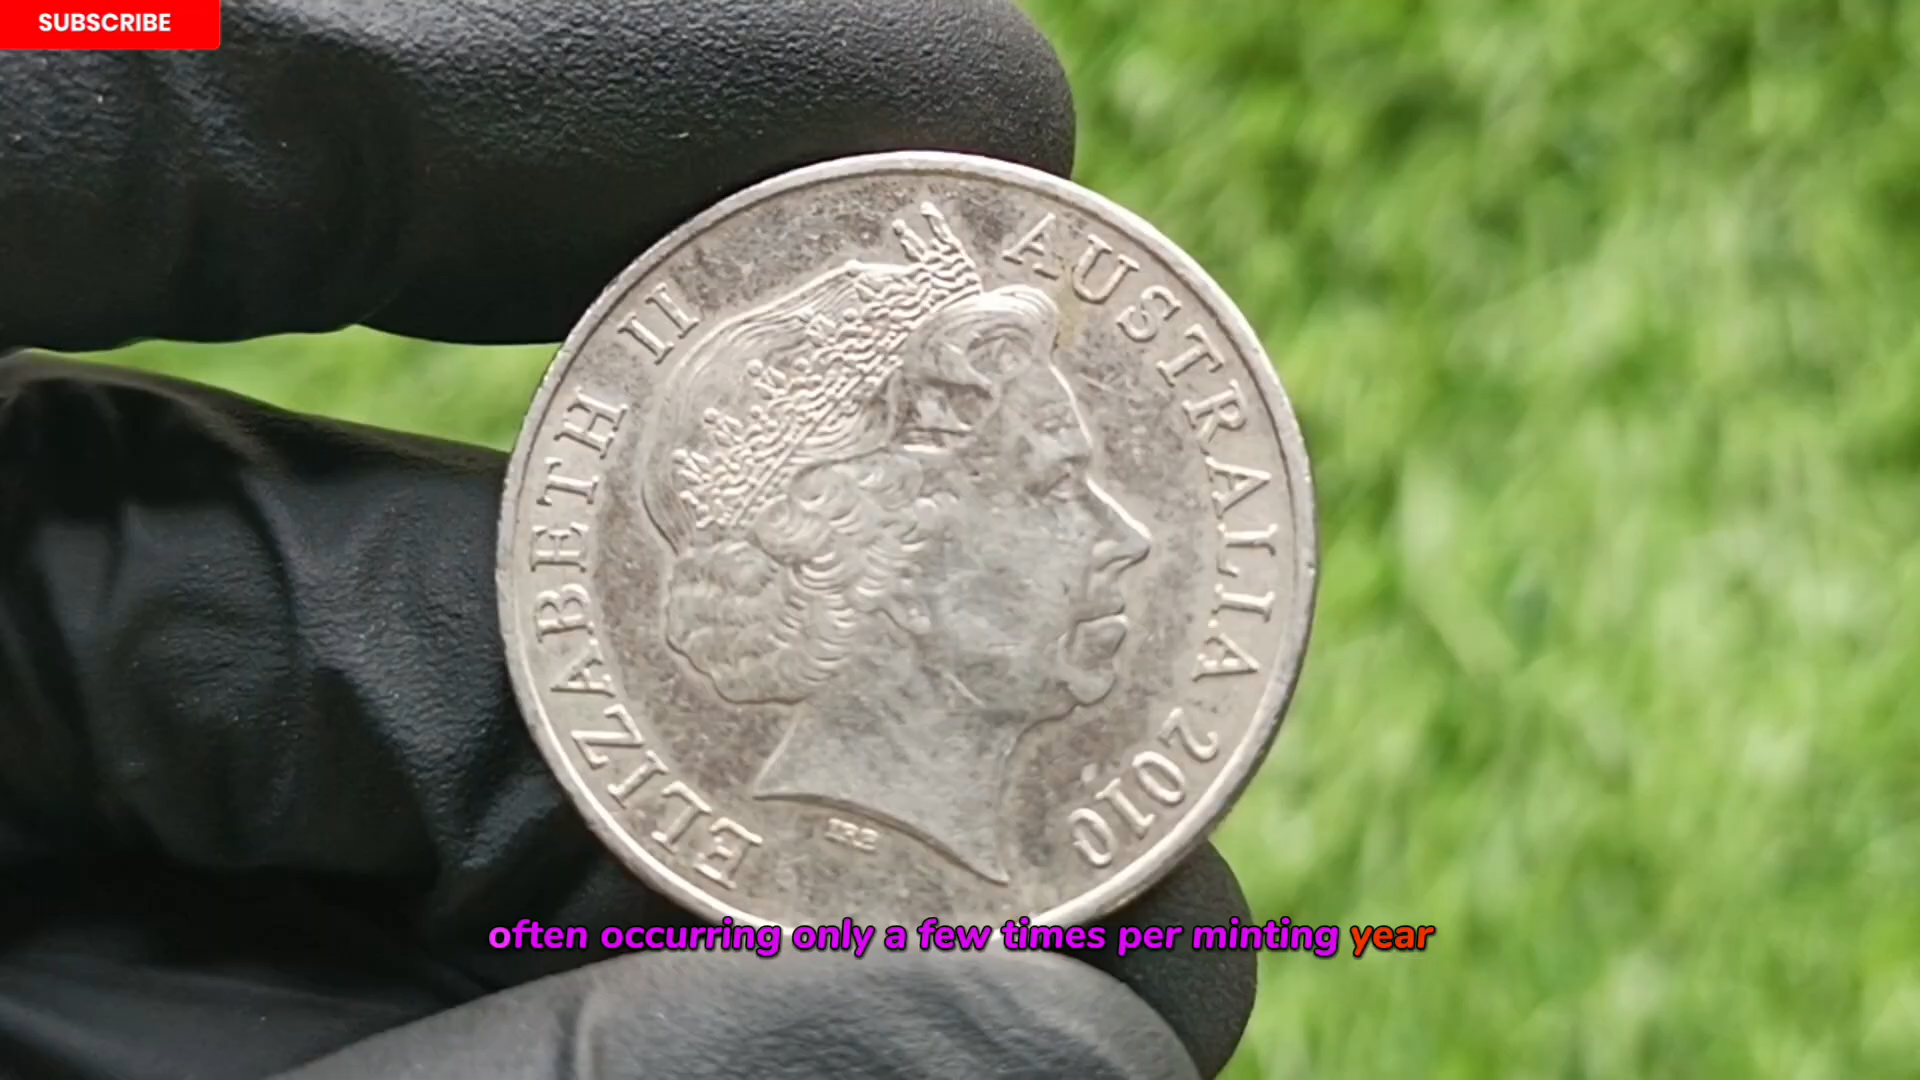 SUBSCRIBE
ELIZABETH II
AUSTRALIA 2010
IRB
often occurring only a few times per minting year